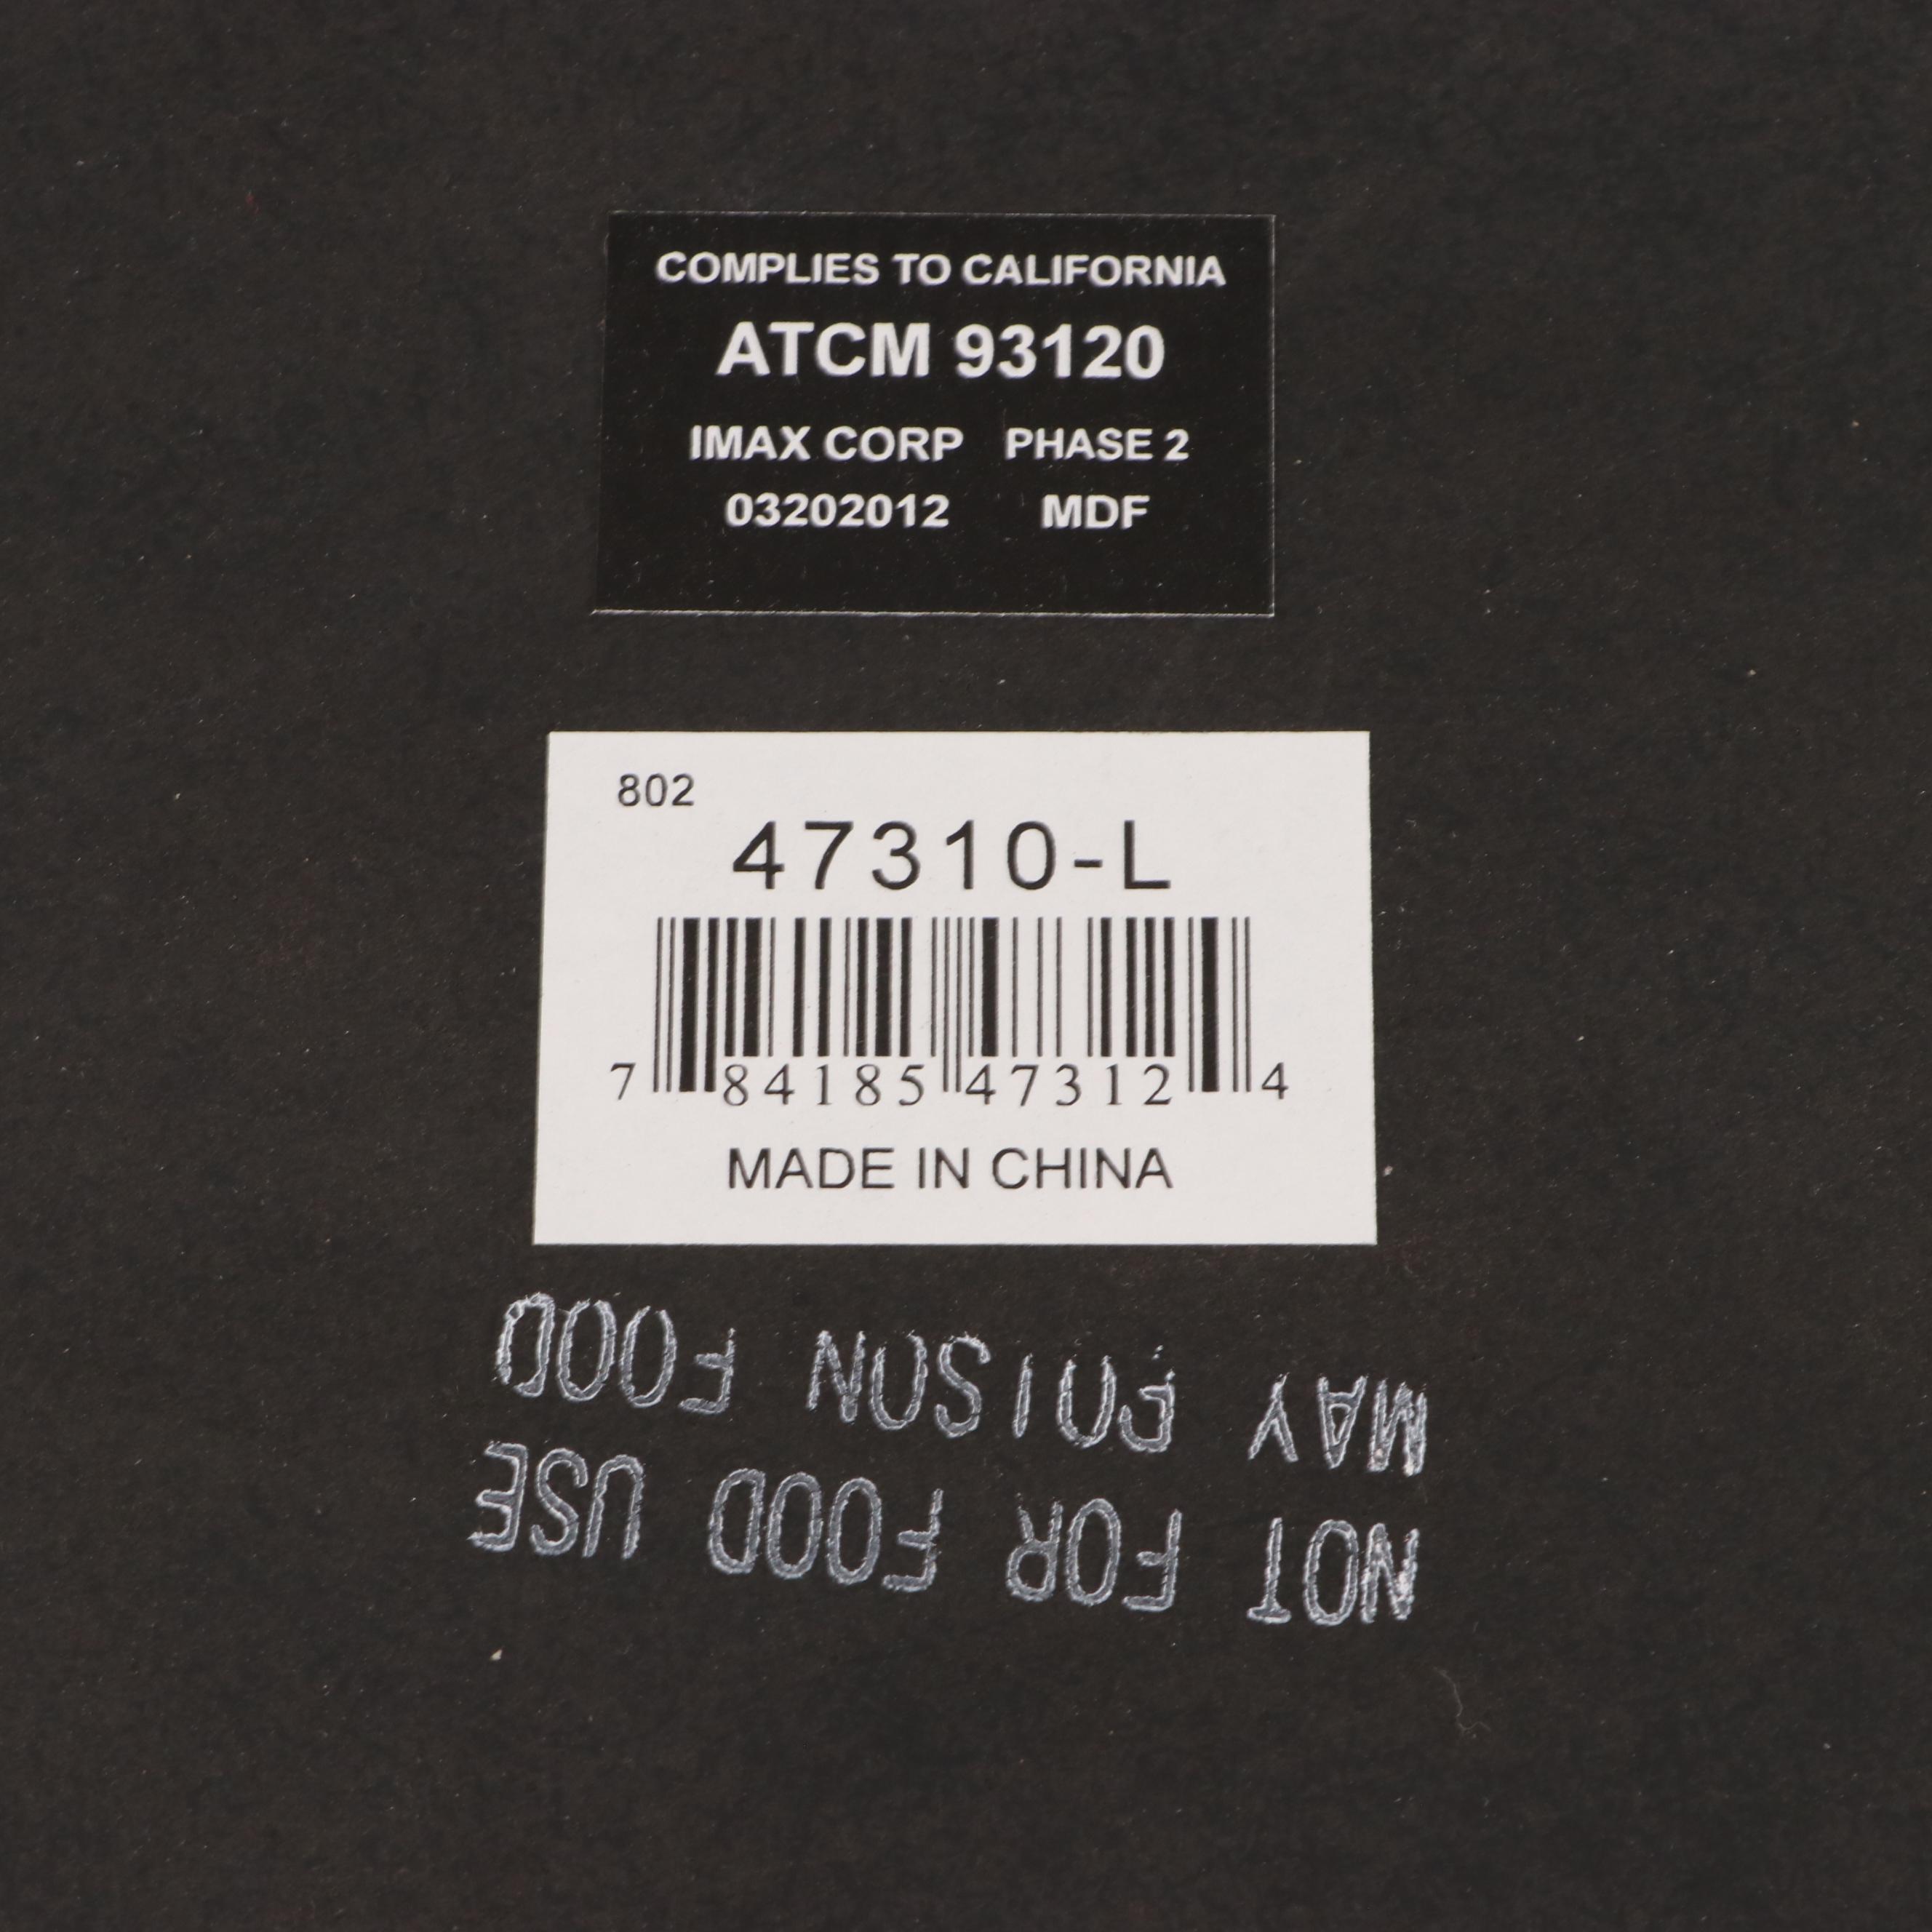 COMPLIES TO CALIFORNIA
ATCM 93120
IMAX CORP PHASE 2
03202012 MDF
802
47310-L
7 84185 47312 4
MADE IN CHINA
NOT FOR FOOD USE
MAY POISON FOOD